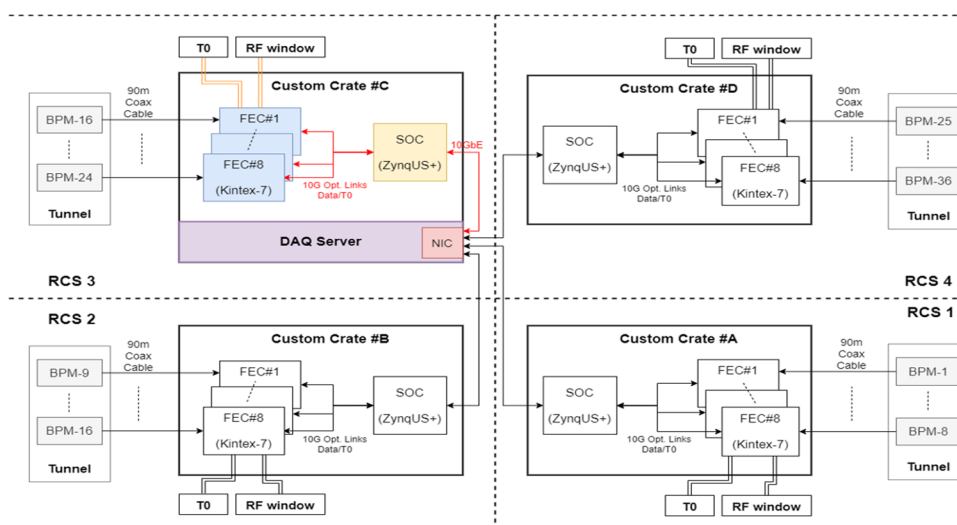 T0
RF window
Custom Crate #C
90m
Coax
Cable
BPM-16
BPM-24
Tunnel
FEC#1
FEC#8
(Kintex-7)
10G Opt. Links
Data/T0
SOC
(ZynqUS+)
10GbE
DAQ Server
NIC
RCS 3
T0
RF window
Custom Crate #D
90m
Coax
Cable
SOC
(ZynqUS+)
10G Opt. Links
Data/T0
FEC#1
FEC#8
(Kintex-7)
BPM-25
BPM-36
Tunnel
RCS 4
RCS 2
Custom Crate #B
90m
Coax
Cable
BPM-9
BPM-16
Tunnel
FEC#1
FEC#8
(Kintex-7)
10G Opt. Links
Data/T0
SOC
(ZynqUS+)
T0
RF window
RCS 1
Custom Crate #A
90m
Coax
Cable
SOC
(ZynqUS+)
10G Opt. Links
Data/T0
FEC#1
FEC#8
(Kintex-7)
BPM-1
BPM-8
Tunnel
T0
RF window